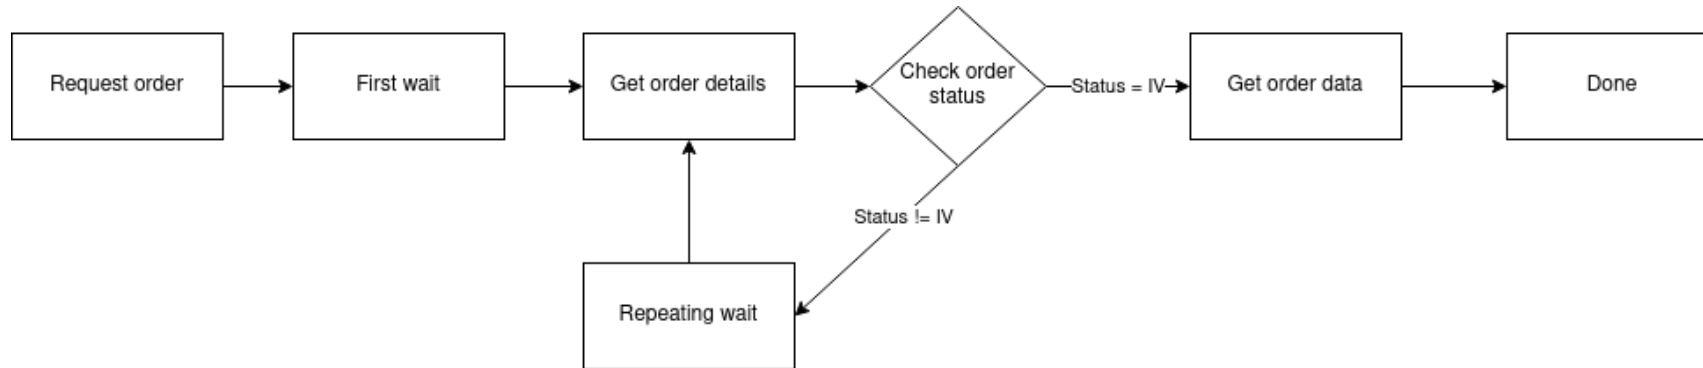 Request order
First wait
Get order details
Check order
status
Status = IV
Get order data
Done
Status != IV
Repeating wait